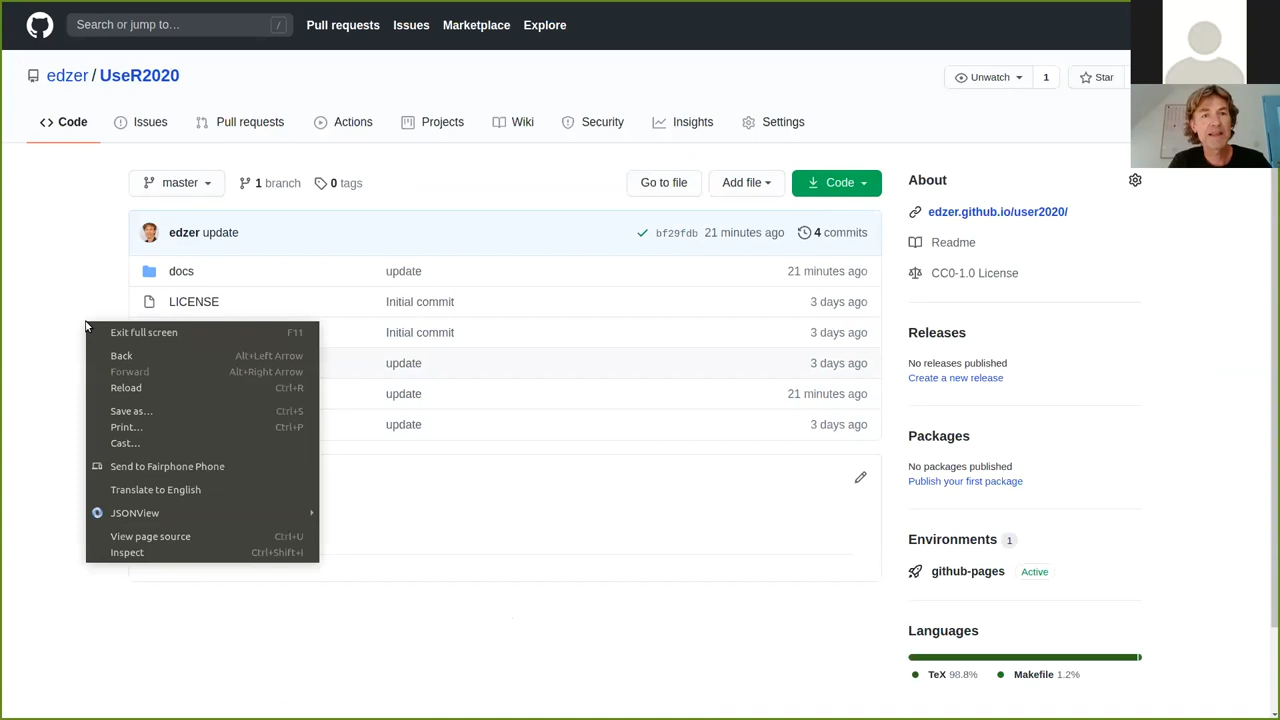 Search or jump to… /
Pull requests Issues Marketplace Explore
edzer / UseR2020
Unwatch 1 Star
Code Issues Pull requests Actions Projects Wiki Security Insights Settings
master 1 branch 0 tags Go to file Add file Code
edzer update bf29fdb 21 minutes ago 4 commits
docs update 21 minutes ago
LICENSE Initial commit 3 days ago
Initial commit 3 days ago
update 3 days ago
update 21 minutes ago
update 3 days ago
Exit full screen F11
Back Alt+Left Arrow
Forward Alt+Right Arrow
Reload Ctrl+R
Save as… Ctrl+S
Print… Ctrl+P
Cast…
Send to Fairphone Phone
Translate to English
JSONView
View page source Ctrl+U
Inspect Ctrl+Shift+I
About
edzer.github.io/user2020/
Readme
CC0-1.0 License
Releases
No releases published
Create a new release
Packages
No packages published
Publish your first package
Environments 1
github-pages Active
Languages
TeX 98.8% Makefile 1.2%